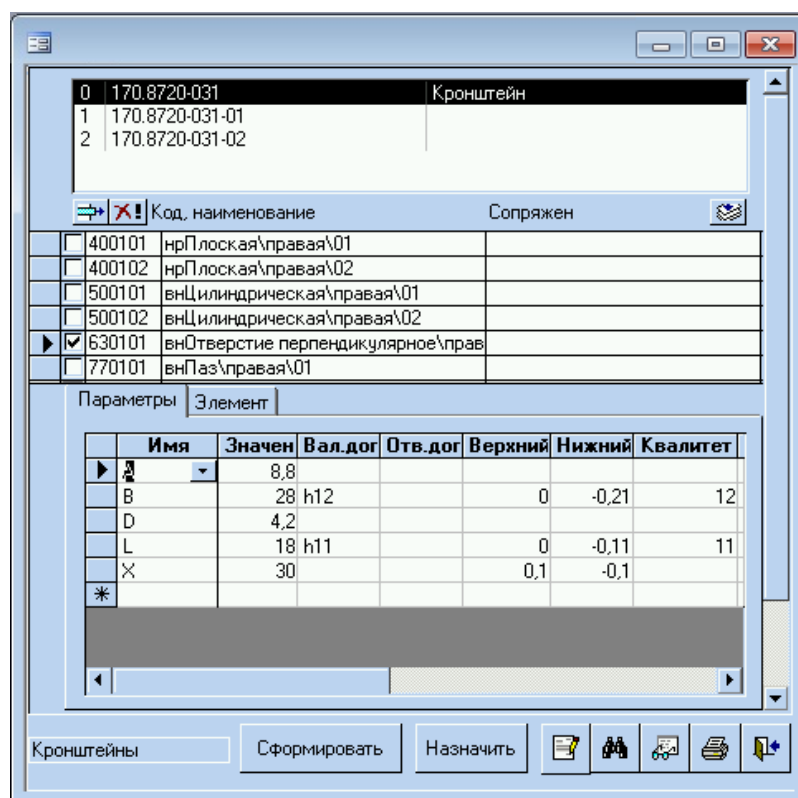 0 170.8720-031 Кронштейн
1 170.8720-031-01
2 170.8720-031-02
Код, наименование Сопряжен
400101 нрПлоская\правая\01
400102 нрПлоская\правая\02
500101 внЦилиндрическая\правая\01
500102 внЦилиндрическая\правая\02
630101 внОтверстие перпендикулярное\прав
770101 внПаз\правая\01
Параметры Элемент
Имя Значен Вал.дог Отв.дог Верхний Нижний Квалитет
8,8
B 28 h12 0 -0,21 12
D 4,2
L 18 h11 0 -0,11 11
X 30 0,1 -0,1
Кронштейны Сформировать Назначить